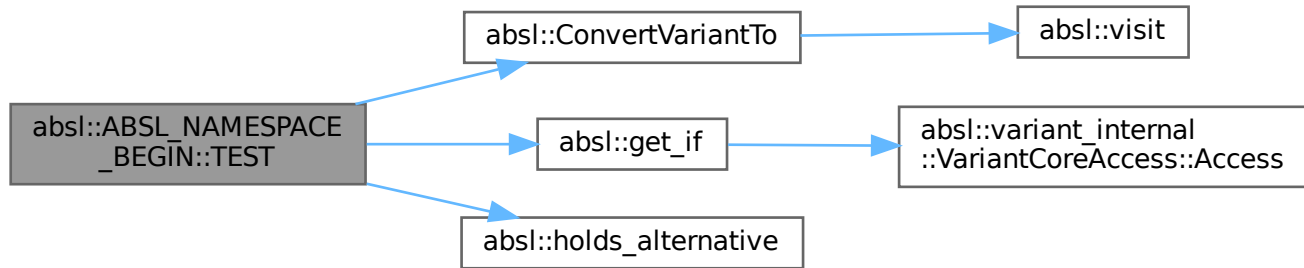 absl::ABSL_NAMESPACE
_BEGIN::TEST
absl::ConvertVariantTo
absl::visit
absl::get_if
absl::variant_internal
::VariantCoreAccess::Access
absl::holds_alternative